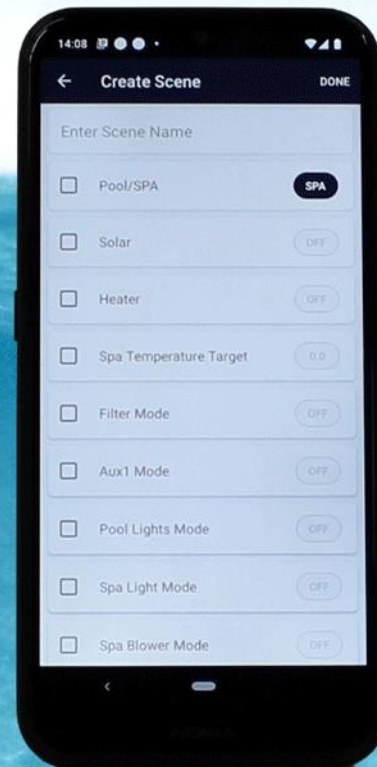 14:08
Create Scene DONE
Enter Scene Name
Pool/SPA SPA
Solar OFF
Heater OFF
Spa Temperature Target 0.0
Filter Mode OFF
Aux1 Mode OFF
Pool Lights Mode OFF
Spa Light Mode OFF
Spa Blower Mode OFF
NOKIA